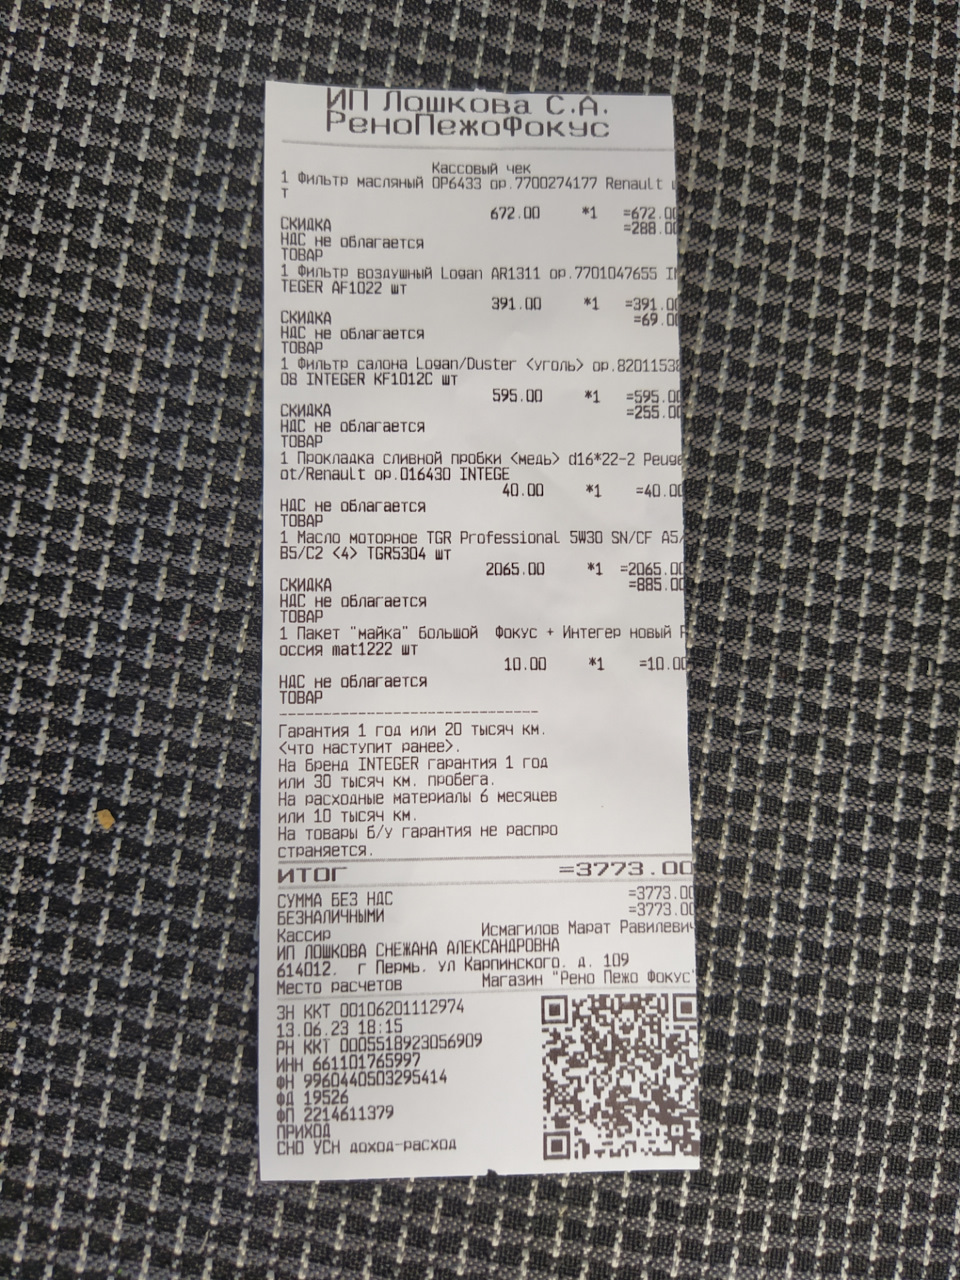 ИП Лошкова С.А.
РеноПежоФокус
Кассовый чек
1 Фильтр масляный OP6433 ор.7700274177 Renault
т
672.00 *1 =672.00
СКИДКА =288.00
НДС не облагается
ТОВАР
1 Фильтр воздушный Logan AR1311 ор.7701047655 IN
TEGER AF1022 шт
391.00 *1 =391.00
СКИДКА =69.00
НДС не облагается
ТОВАР
1 Фильтр салона Logan/Duster <уголь> ор.82011538
08 INTEGER KF1012C шт
595.00 *1 =595.00
СКИДКА =255.00
НДС не облагается
ТОВАР
1 Прокладка сливной пробки <медь> d16*22-2 Peuge
ot/Renault ор.016430 INTEGE
40.00 *1 =40.00
НДС не облагается
ТОВАР
1 Масло моторное TGR Professional 5W30 SN/CF A5/
B5/C2 <4> TGR5304 шт
2065.00 *1 =2065.00
СКИДКА =885.00
НДС не облагается
ТОВАР
1 Пакет "майка" большой Фокус + Интегер новый Р
оссия mat1222 шт
10.00 *1 =10.00
НДС не облагается
ТОВАР
------------------------------
Гарантия 1 год или 20 тысяч км.
<что наступит ранее>.
На бренд INTEGER гарантия 1 год
или 30 тысяч км. пробега.
На расходные материалы 6 месяцев
или 10 тысяч км.
На товары б/у гарантия не распро
страняется.
ИТОГ =3773.00
СУММА БЕЗ НДС =3773.00
БЕЗНАЛИЧНЫМИ =3773.00
Кассир Исмагилов Марат Равилевич
ИП ЛОШКОВА СНЕЖАНА АЛЕКСАНДРОВНА
614012, г Пермь, ул Карпинского, д. 109
Место расчетов Магазин "Рено Пежо Фокус"
ЗН ККТ 00106201112974
13.06.23 18:15
РН ККТ 0005518923056909
ИНН 661101765997
ФН 9960440503295414
ФД 19526
ФП 2214611379
ПРИХОД
СНО УСН доход-расход